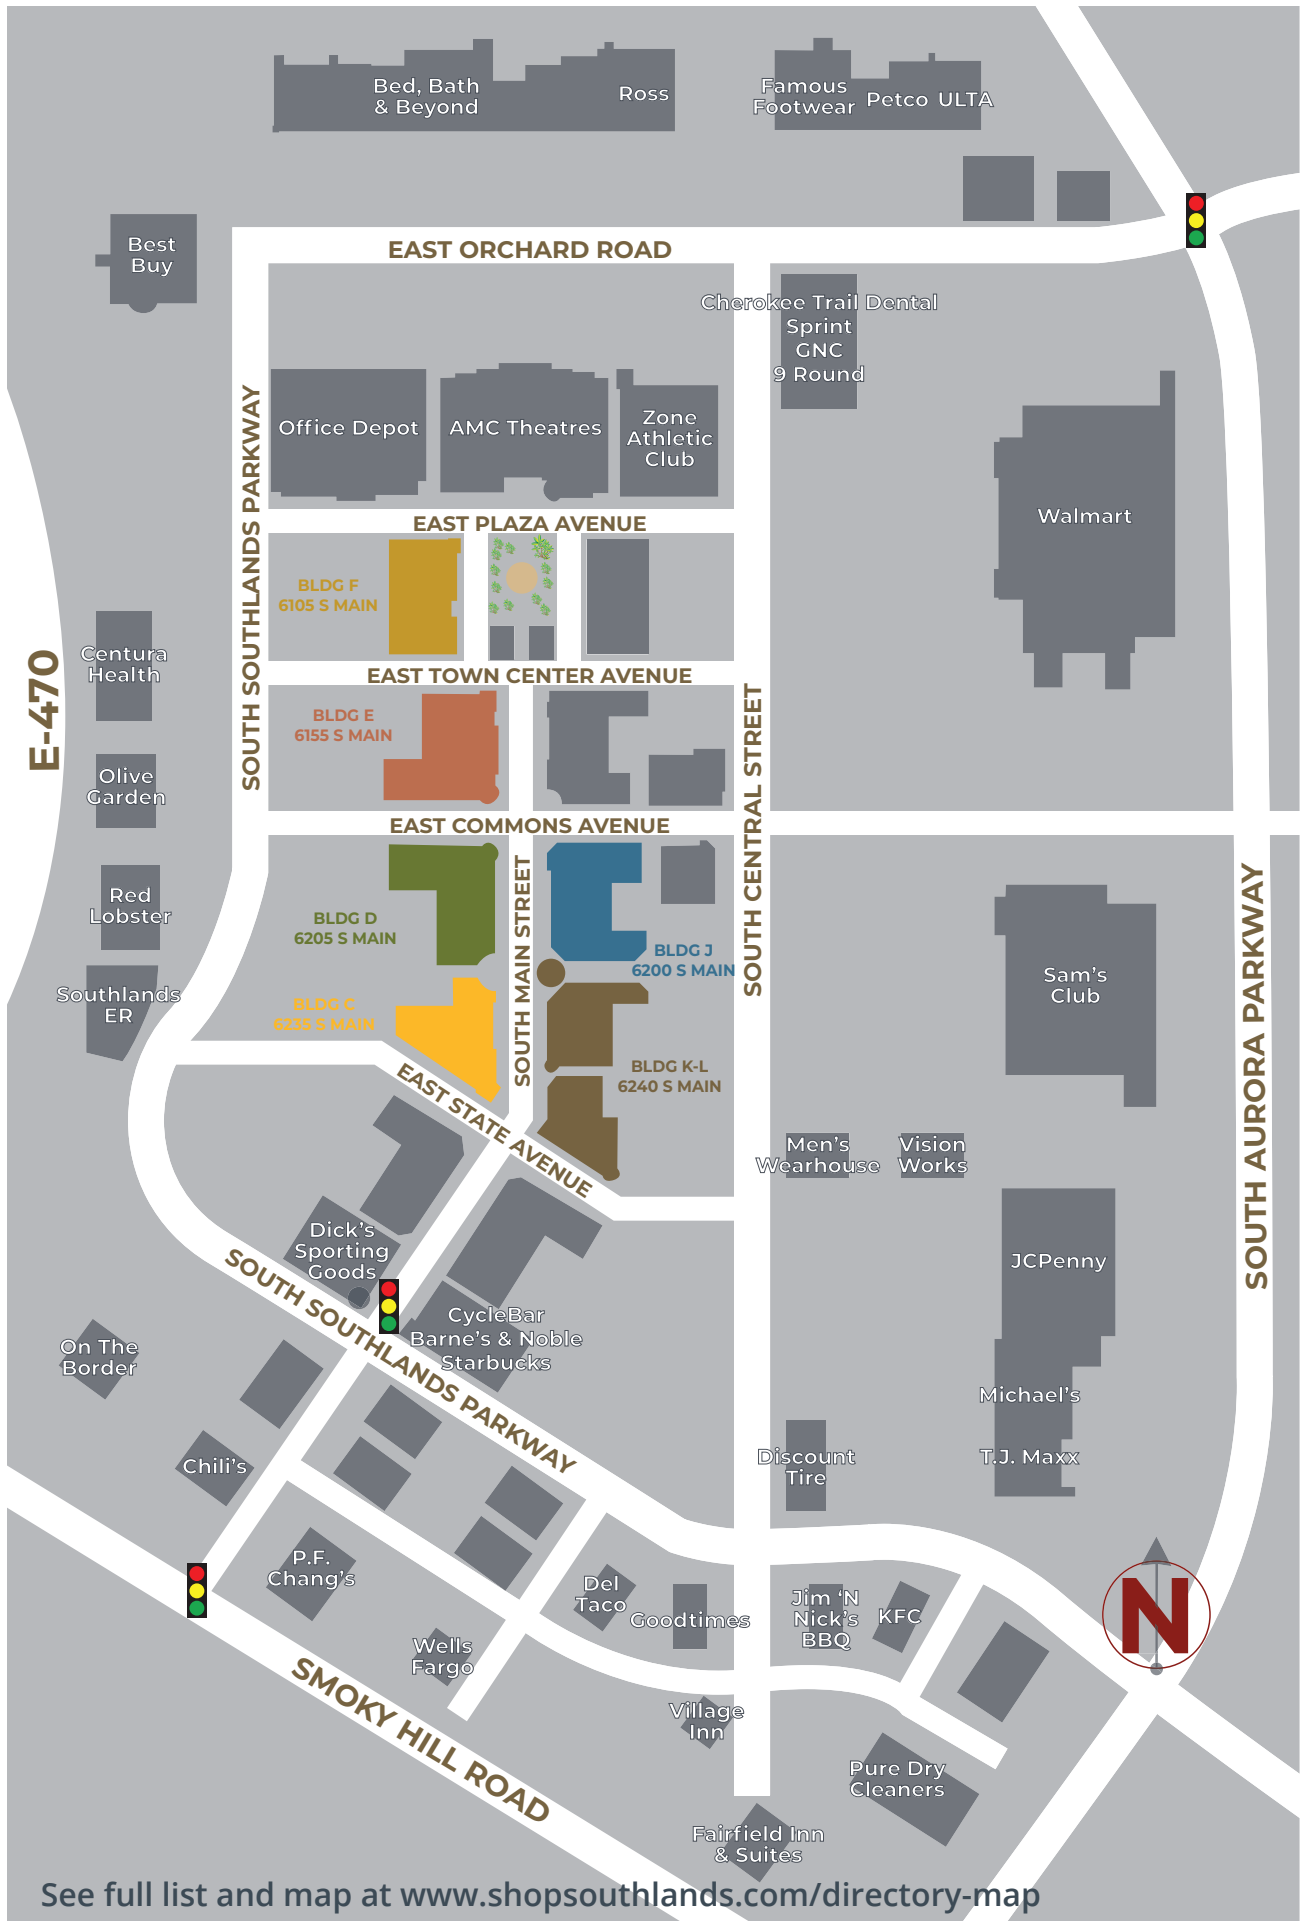 Bed, Bath
& Beyond
Ross
Famous
Footwear
Petco
ULTA
Best
Buy
EAST ORCHARD ROAD
Cherokee Trail Dental
Sprint
GNC
9 Round
Office Depot
AMC Theatres
Zone
Athletic
Club
SOUTH SOUTHLANDS PARKWAY
Walmart
EAST PLAZA AVENUE
BLDG F
6105 S MAIN
E-470
Centura
Health
EAST TOWN CENTER AVENUE
BLDG E
6155 S MAIN
SOUTH CENTRAL STREET
Olive
Garden
EAST COMMONS AVENUE
Red
Lobster
BLDG D
6205 S MAIN
SOUTH MAIN STREET
BLDG J
6200 S MAIN
SOUTH AURORA PARKWAY
Sam's
Club
Southlands
ER
BLDG C
6235 S MAIN
BLDG K-L
6240 S MAIN
EAST STATE AVENUE
Men's
Wearhouse
Vision
Works
Dick's
Sporting
Goods
JCPenny
SOUTH SOUTHLANDS PARKWAY
CycleBar
Barne's & Noble
Starbucks
On The
Border
Michael's
Chili's
Discount
Tire
T.J. Maxx
P.F.
Chang's
Del
Taco
Goodtimes
Jim ‘N
Nick's
BBQ
KFC
N
Wells
Fargo
SMOKY HILL ROAD
Village
Inn
Pure Dry
Cleaners
Fairfield Inn
& Suites
See full list and map at www.shopsouthlands.com/directory-map